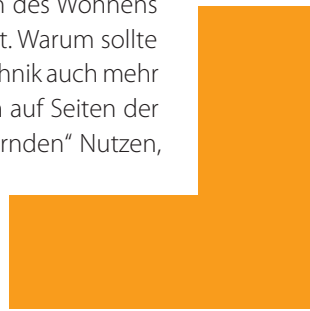 des Wohnens
t. Warum sollte
hnik auch mehr
auf Seiten der
rnden“ Nutzen,